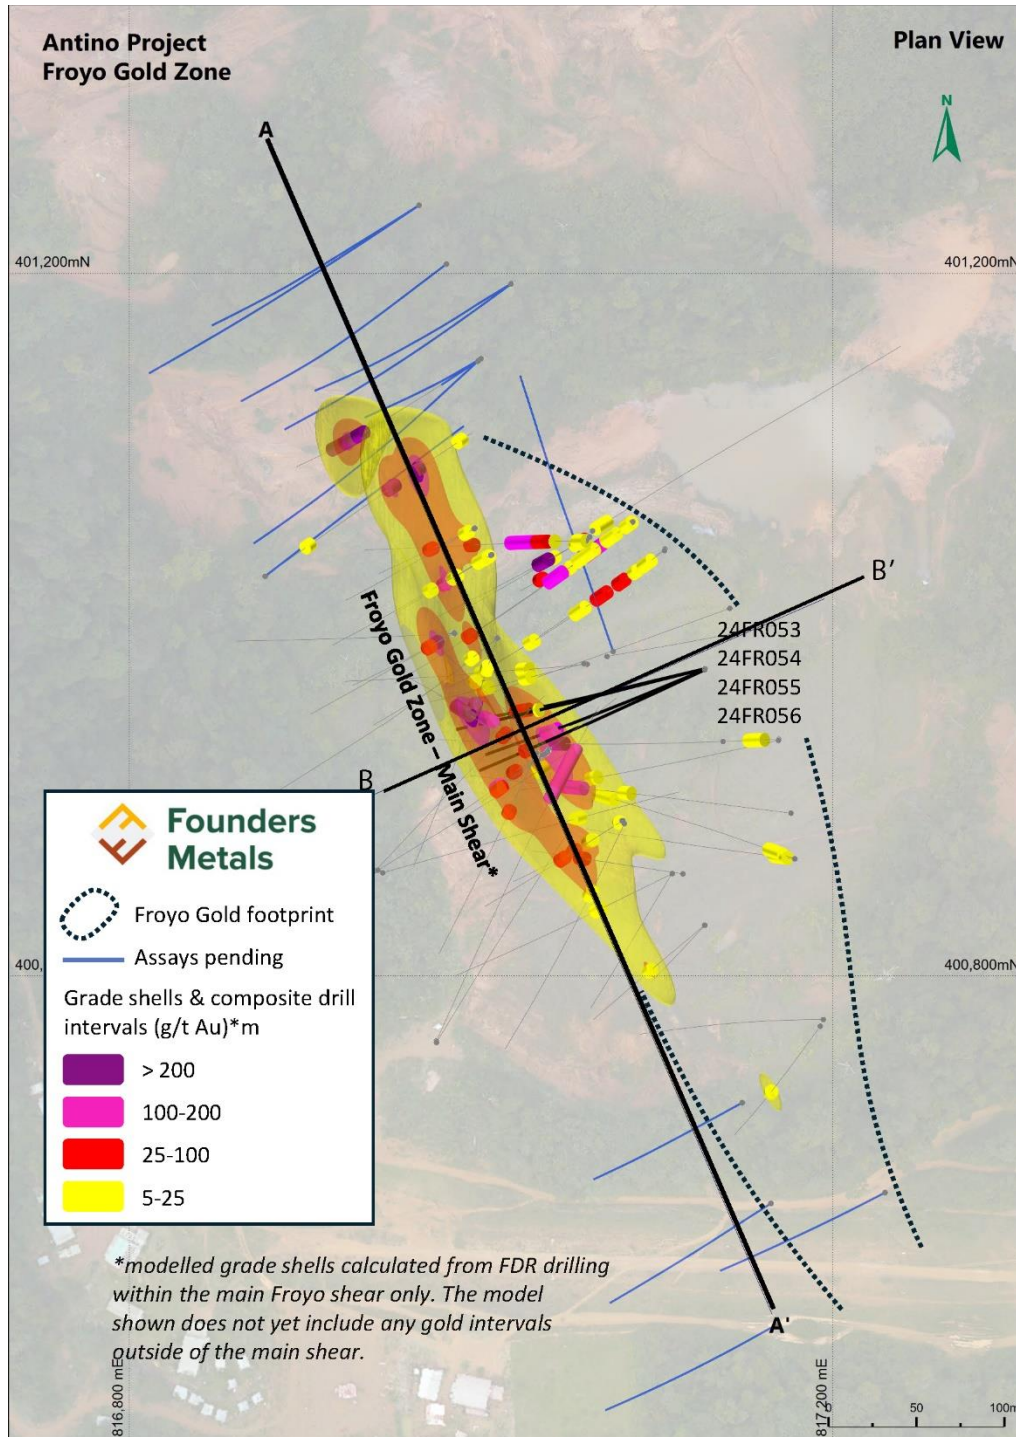 Antino Project
Froyo Gold Zone
Plan View
N
A
401,200mN
401,200mN
B'
24FR053
24FR054
24FR055
24FR056
Froyo Gold Zone – Main Shear*
B
Founders
Metals
Froyo Gold footprint
Assays pending
Grade shells & composite drill
intervals (g/t Au)*m
> 200
100-200
25-100
5-25
400,
400,800mN
*modelled grade shells calculated from FDR drilling
within the main Froyo shear only. The model
shown does not yet include any gold intervals
outside of the main shear.
A'
816,800 mE
817,200 mE
0 50 100m